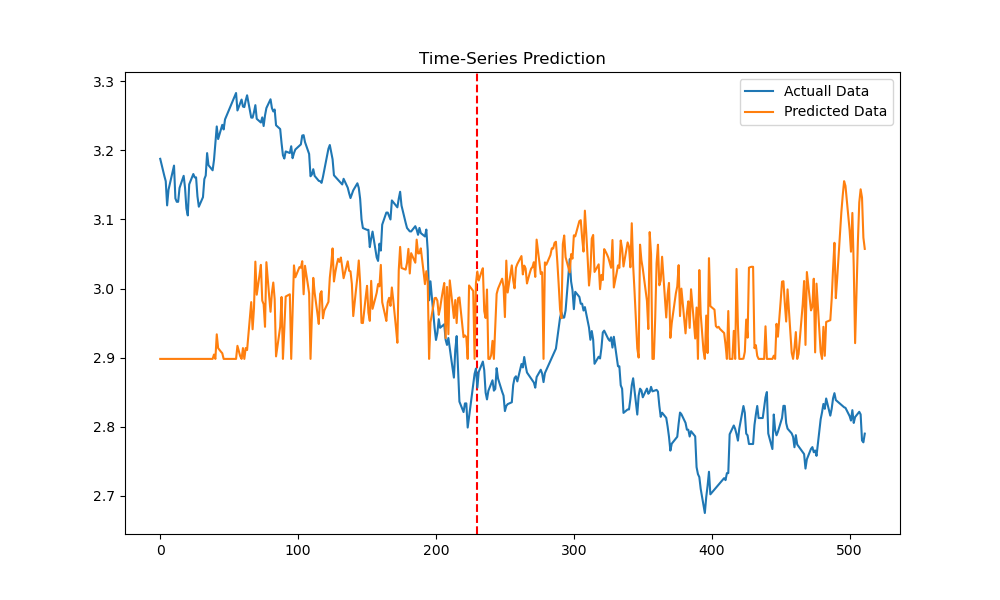 Time-Series Prediction
Actuall Data
Predicted Data
3.3
3.2
3.1
3.0
2.9
2.8
2.7
0 100 200 300 400 500